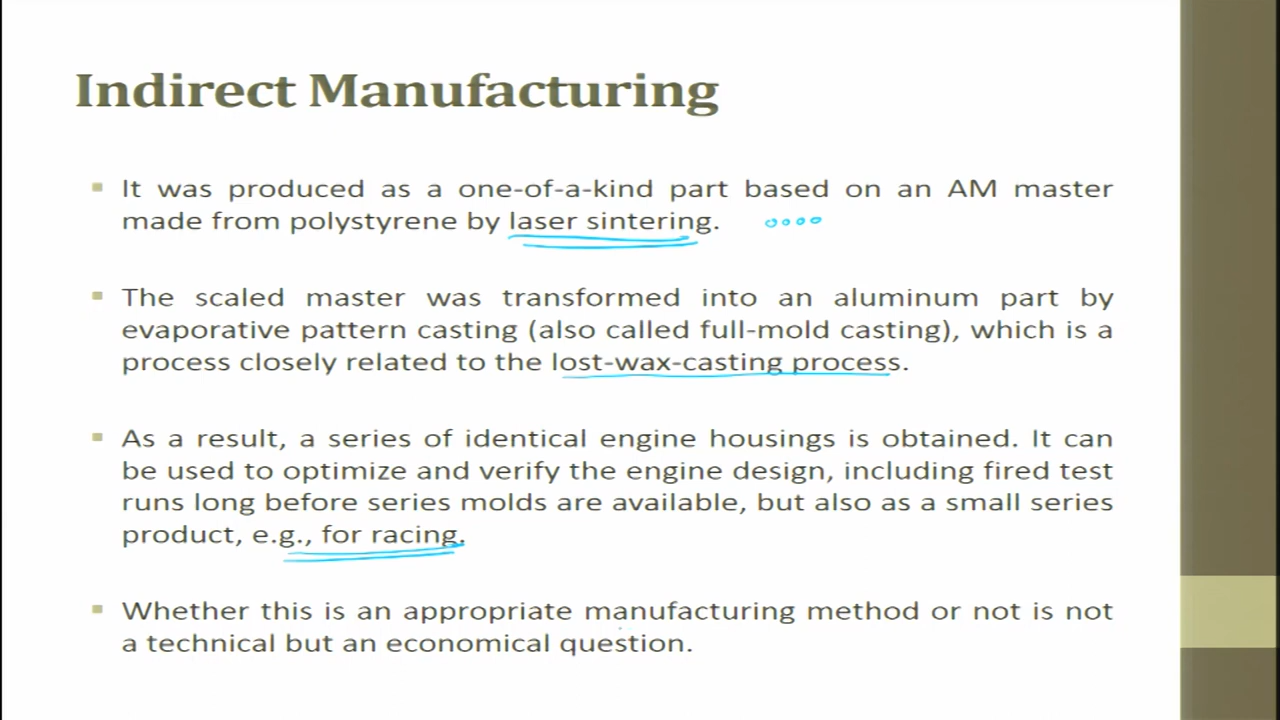 Indirect Manufacturing
It was produced as a one-of-a-kind part based on an AM master
made from polystyrene by laser sintering.
The scaled master was transformed into an aluminum part by
evaporative pattern casting (also called full-mold casting), which is a
process closely related to the lost-wax-casting process.
As a result, a series of identical engine housings is obtained. It can
be used to optimize and verify the engine design, including fired test
runs long before series molds are available, but also as a small series
product, e.g., for racing.
Whether this is an appropriate manufacturing method or not is not
a technical but an economical question.